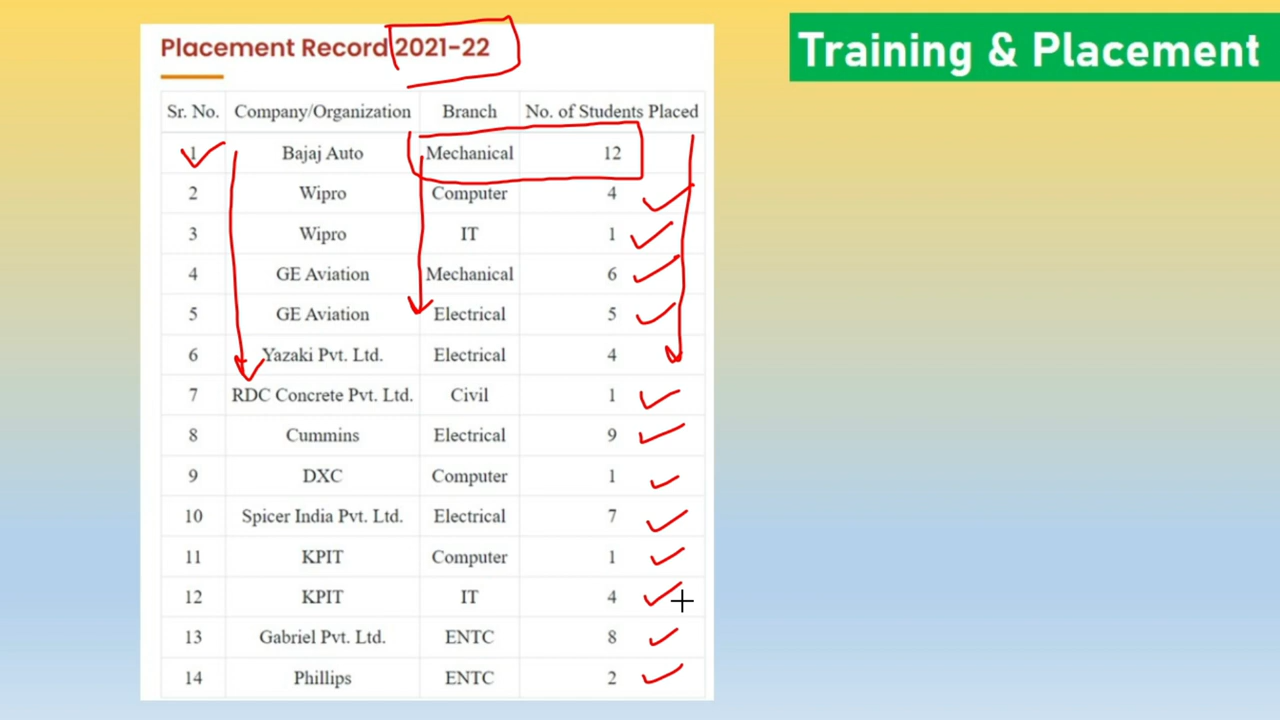 Placement Record 2021-22
Training & Placement
Sr. No. Company/Organization Branch No. of Students Placed
1 Bajaj Auto Mechanical 12
2 Wipro Computer 4
3 Wipro IT 1
4 GE Aviation Mechanical 6
5 GE Aviation Electrical 5
6 Yazaki Pvt. Ltd. Electrical 4
7 RDC Concrete Pvt. Ltd. Civil 1
8 Cummins Electrical 9
9 DXC Computer 1
10 Spicer India Pvt. Ltd. Electrical 7
11 KPIT Computer 1
12 KPIT IT 4
13 Gabriel Pvt. Ltd. ENTC 8
14 Phillips ENTC 2